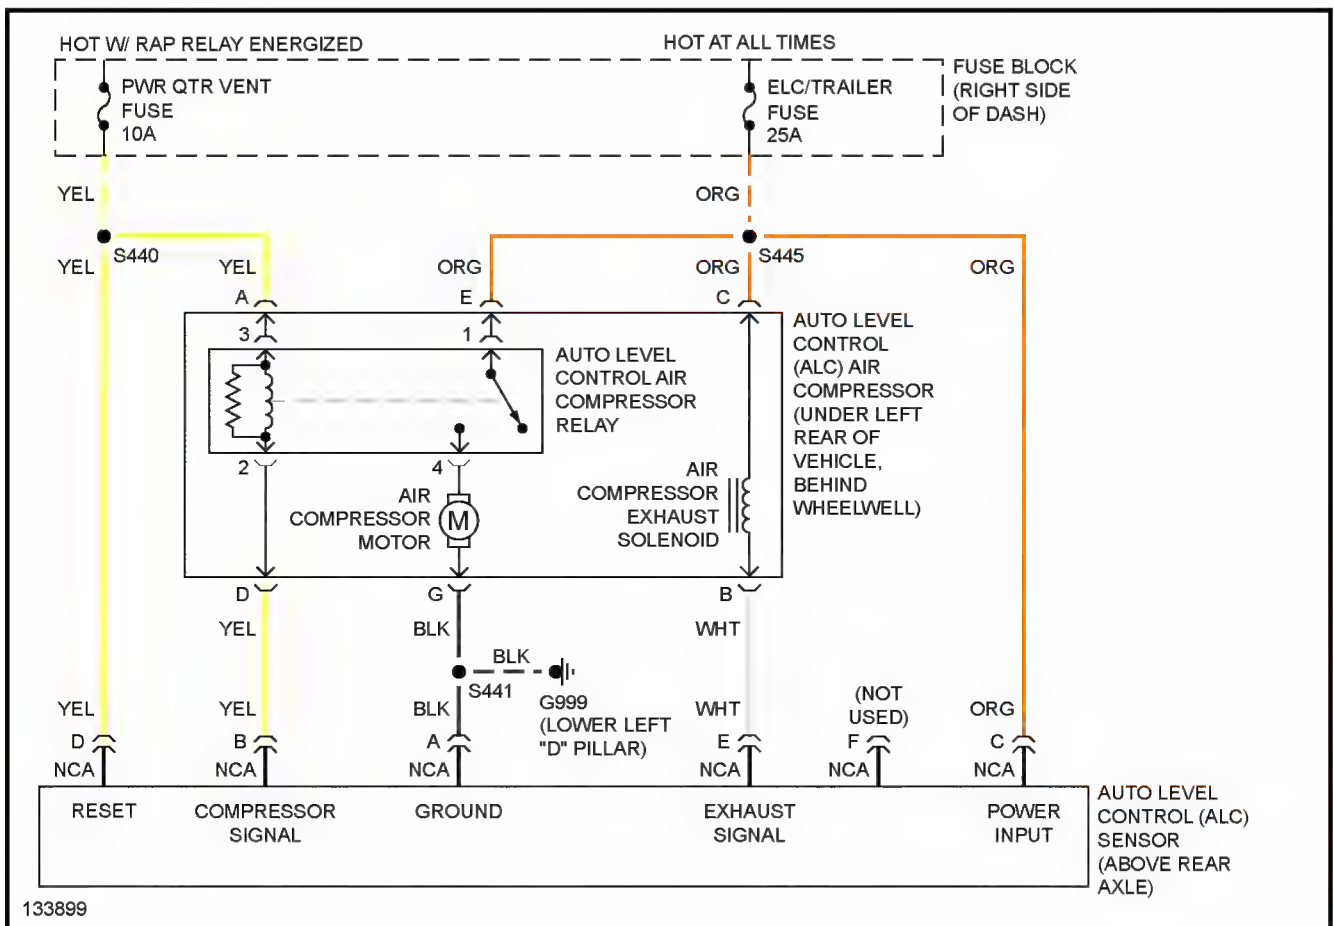 HOT W/ RAP RELAY ENERGIZED
HOT AT ALL TIMES
PWR QTR VENT
FUSE
10A
ELC/TRAILER
FUSE
25A
FUSE BLOCK
(RIGHT SIDE
OF DASH)
YEL
ORG
S440
S445
YEL
YEL
ORG
ORG
ORG
A
E
C
3
1
AUTO LEVEL
CONTROL AIR
COMPRESSOR
RELAY
AUTO LEVEL
CONTROL
(ALC) AIR
COMPRESSOR
(UNDER LEFT
REAR OF
VEHICLE,
BEHIND
WHEELWELL)
2
4
AIR
COMPRESSOR
MOTOR
M
AIR
COMPRESSOR
EXHAUST
SOLENOID
D
G
B
YEL
BLK
WHT
BLK
S441
G999
(LOWER LEFT
"D" PILLAR)
(NOT
USED)
YEL
YEL
BLK
WHT
ORG
D
B
A
E
F
C
NCA
NCA
NCA
NCA
NCA
NCA
RESET
COMPRESSOR
SIGNAL
GROUND
EXHAUST
SIGNAL
POWER
INPUT
AUTO LEVEL
CONTROL (ALC)
SENSOR
(ABOVE REAR
AXLE)
133899